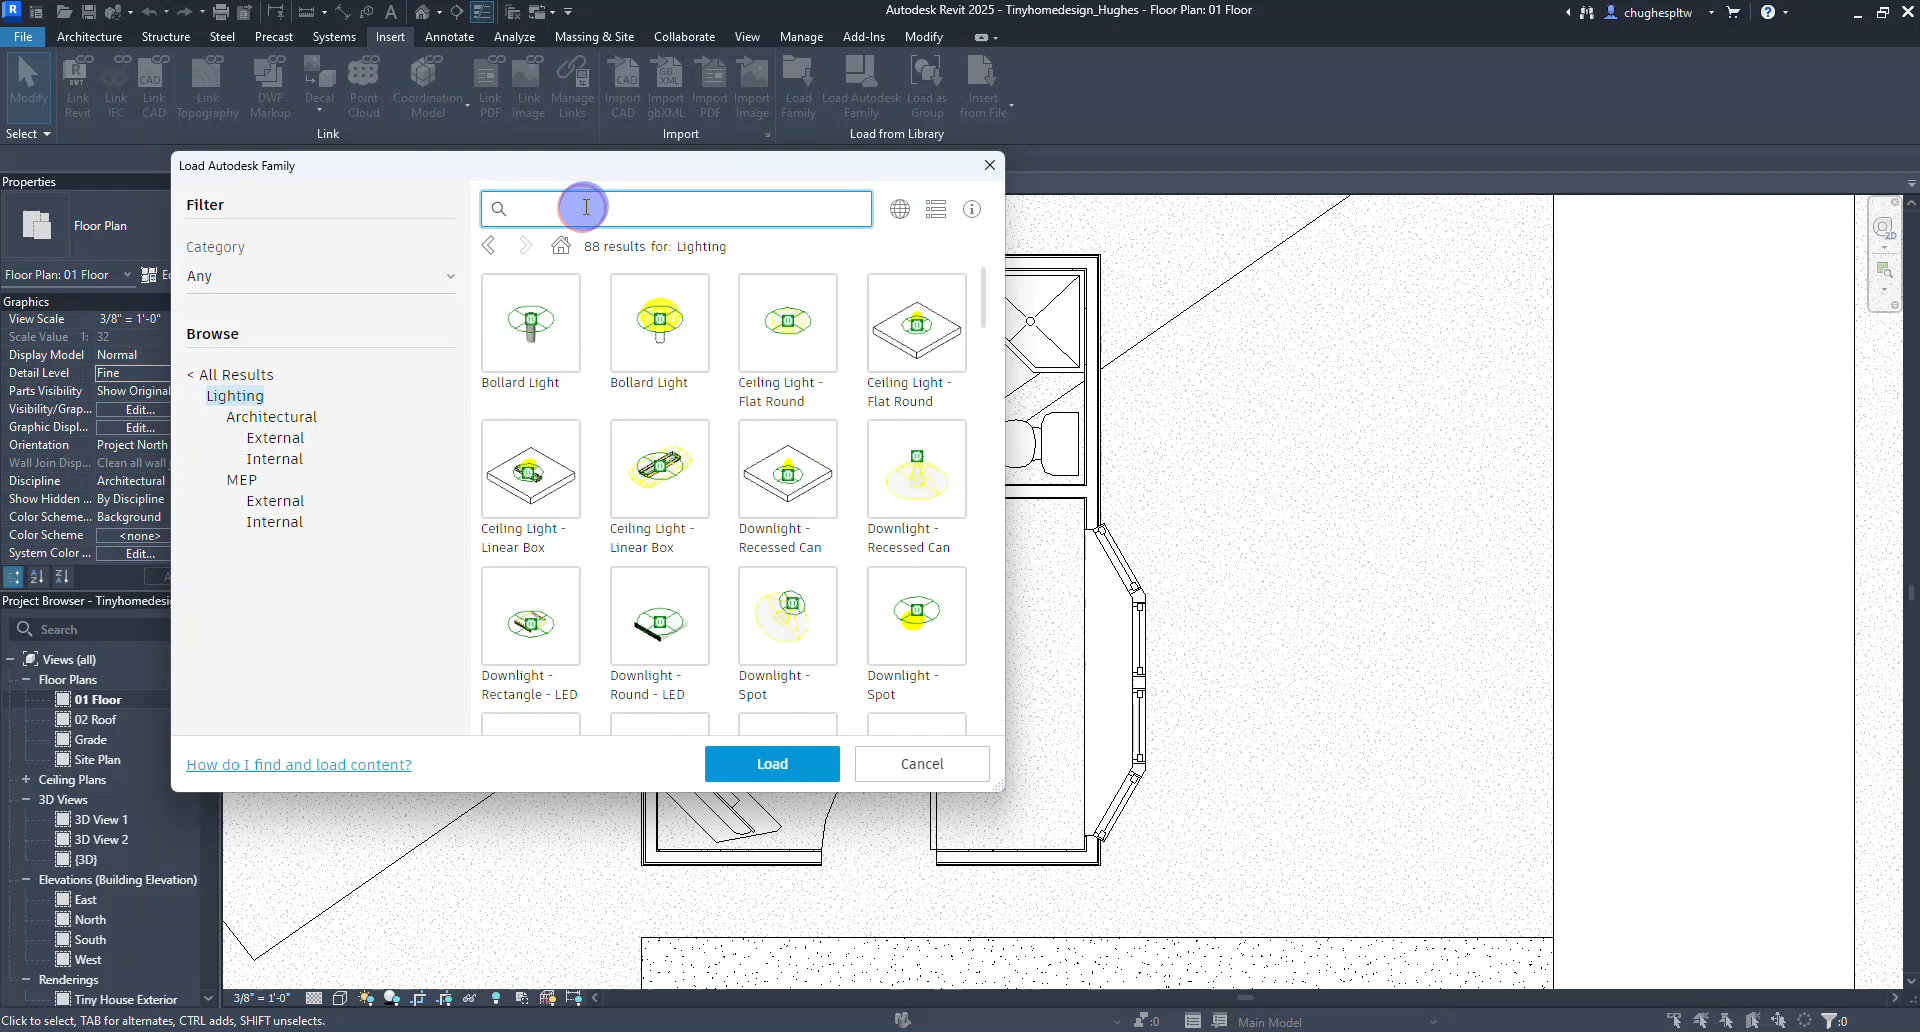 Autodesk Revit 2025 - Tinyhomedesign_Hughes - Floor Plan: 01 Floor
chughespltw
File Architecture Structure Steel Precast Systems Insert Annotate Analyze Massing & Site Collaborate View Manage Add-Ins Modify
Modify
Link Revit
Link IFC
Link CAD
Link Topography
DWF Markup
Decal
Point Cloud
Coordination Model
Link PDF
Link Image
Manage Links
Import CAD
Import gbXML
Import PDF
Import Image
Load Family
Load Autodesk Family
Load as Group
Insert from File
Select
Link
Import
Load from Library
Properties
Floor Plan
Floor Plan: 01 Floor
Graphics
View Scale 3/8" = 1'-0"
Scale Value 1: 32
Display Model Normal
Detail Level Fine
Parts Visibility Show Original
Visibility/Grap... Edit...
Graphic Displ... Edit...
Orientation Project North
Wall Join Disp... Clean all wall
Discipline Architectural
Show Hidden ... By Discipline
Color Scheme... Background
Color Scheme <none>
System Color ... Edit...
Project Browser - Tinyhomedesi
Search
Views (all)
Floor Plans
01 Floor
02 Roof
Grade
Site Plan
Ceiling Plans
3D Views
3D View 1
3D View 2
{3D}
Elevations (Building Elevation)
East
North
South
West
Renderings
Tiny House Exterior
Load Autodesk Family
Filter
Category
Any
Browse
< All Results
Lighting
Architectural
External
Internal
MEP
External
Internal
88 results for: Lighting
Bollard Light
Bollard Light
Ceiling Light - Flat Round
Ceiling Light - Flat Round
Ceiling Light - Linear Box
Ceiling Light - Linear Box
Downlight - Recessed Can
Downlight - Recessed Can
Downlight - Rectangle - LED
Downlight - Round - LED
Downlight - Spot
Downlight - Spot
How do I find and load content?
Load
Cancel
3/8" = 1'-0"
Click to select, TAB for alternates, CTRL adds, SHIFT unselects.
:0
Main Model
:0